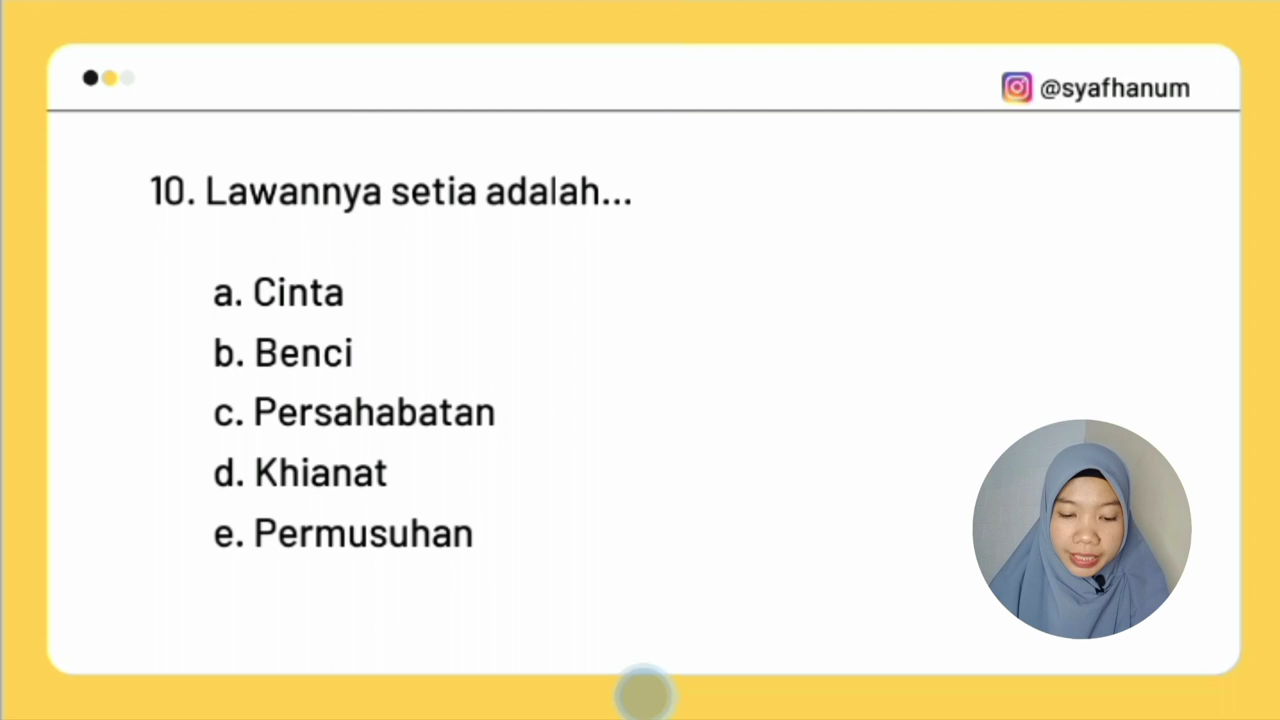 @syafhanum
10. Lawannya setia adalah...
a. Cinta
b. Benci
c. Persahabatan
d. Khianat
e. Permusuhan